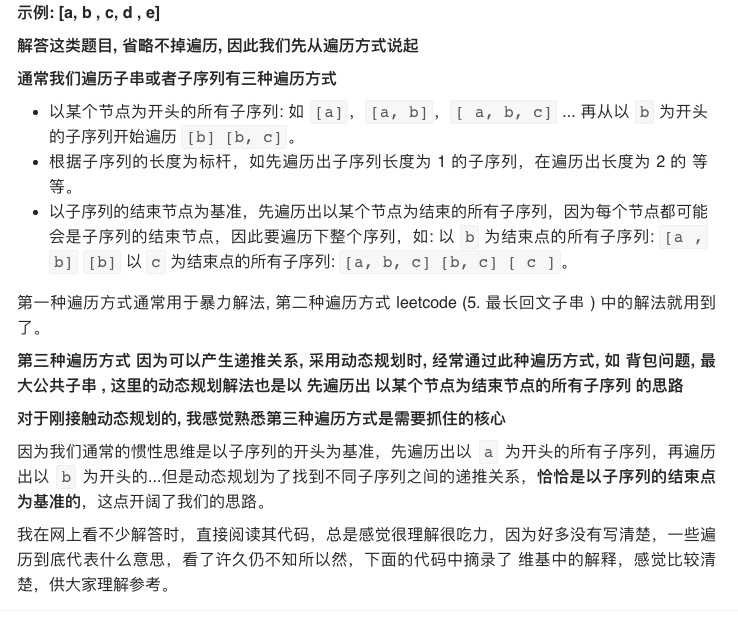 示例: [a, b , c, d , e]
解答这类题目, 省略不掉遍历, 因此我们先从遍历方式说起
通常我们遍历子串或者子序列有三种遍历方式
• 以某个节点为开头的所有子序列: 如 [a]，[a, b]，[ a, b, c] ... 再从以 b 为开头
的子序列开始遍历 [b] [b, c]。
• 根据子序列的长度为标杆，如先遍历出子序列长度为 1 的子序列，在遍历出长度为 2 的 等
等。
• 以子序列的结束节点为基准，先遍历出以某个节点为结束的所有子序列，因为每个节点都可能
会是子序列的结束节点，因此要遍历下整个序列，如: 以 b 为结束点的所有子序列: [a ,
b] [b] 以 c 为结束点的所有子序列: [a, b, c] [b, c] [ c ]。
第一种遍历方式通常用于暴力解法, 第二种遍历方式 leetcode (5. 最长回文子串 ) 中的解法就用到
了。
第三种遍历方式 因为可以产生递推关系, 采用动态规划时, 经常通过此种遍历方式, 如 背包问题, 最
大公共子串 , 这里的动态规划解法也是以 先遍历出 以某个节点为结束节点的所有子序列 的思路
对于刚接触动态规划的, 我感觉熟悉第三种遍历方式是需要抓住的核心
因为我们通常的惯性思维是以子序列的开头为基准，先遍历出以 a 为开头的所有子序列，再遍历
出以 b 为开头的...但是动态规划为了找到不同子序列之间的递推关系，恰恰是以子序列的结束点
为基准的，这点开阔了我们的思路。
我在网上看不少解答时，直接阅读其代码，总是感觉很理解很吃力，因为好多没有写清楚，一些遍
历到底代表什么意思，看了许久仍不知所以然，下面的代码中摘录了 维基中的解释，感觉比较清
楚，供大家理解参考。